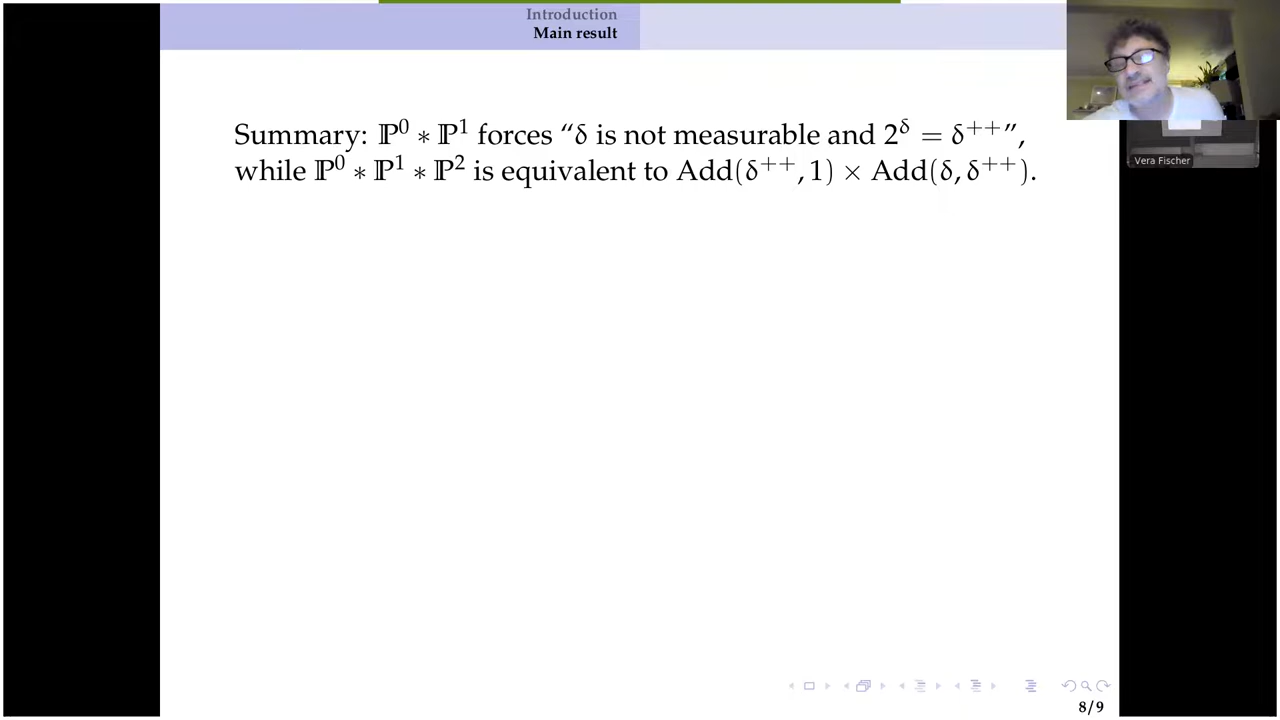 Introduction
Main result
Summary: ℙ⁰ ∗ ℙ¹ forces “δ is not measurable and 2^δ = δ⁺⁺”,
while ℙ⁰ ∗ ℙ¹ ∗ ℙ² is equivalent to Add(δ⁺⁺, 1) × Add(δ, δ⁺⁺).
Vera Fischer
8/9